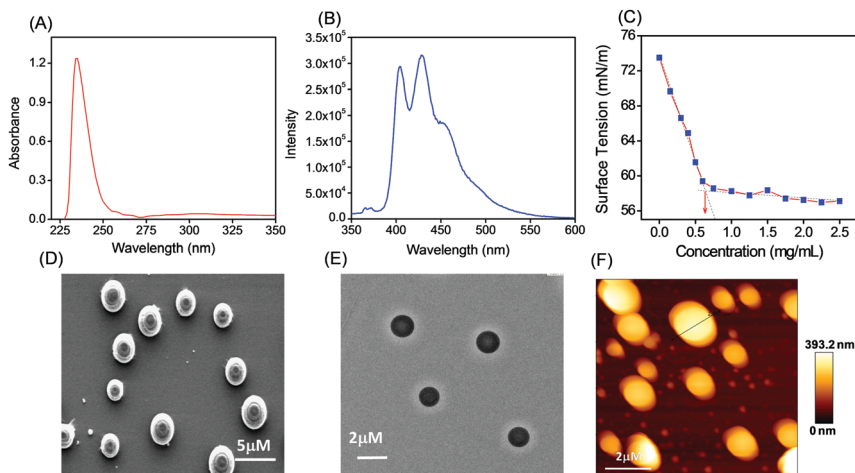 (A)
Absorbance
1.2
0.9
0.6
0.3
0.0
225 250 275 300 325 350
Wavelength (nm)
(B)
Intensity
3.5x10⁵
3.0x10⁵
2.5x10⁵
2.0x10⁵
1.5x10⁵
1.0x10⁵
5.0x10⁴
0.0
350 400 450 500 550 600
Wavelength (nm)
(C)
Surface Tension (mN/m)
76
72
68
64
60
56
0.0 0.5 1.0 1.5 2.0 2.5
Concentration (mg/mL)
(D)
5μM
(E)
2μM
(F)
2μM
393.2 nm
0 nm